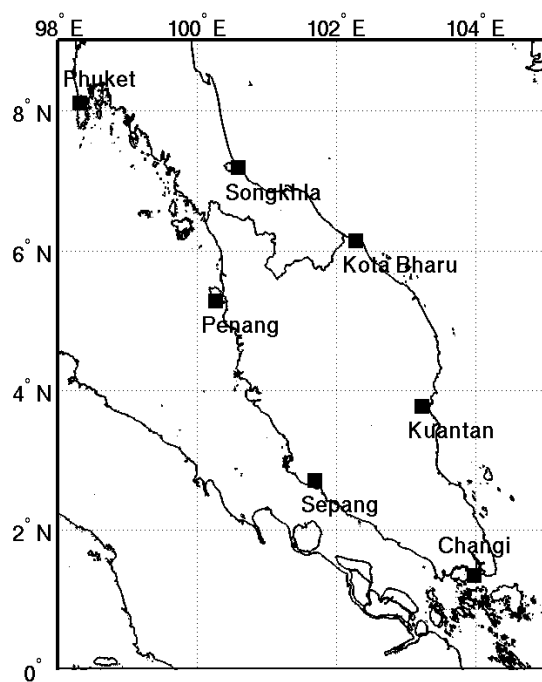 98° E 100° E 102° E 104° E
Phuket
8° N
Songkhla
6° N
Kota Bharu
Penang
4° N
Kuantan
Sepang
2° N
Changi
0°